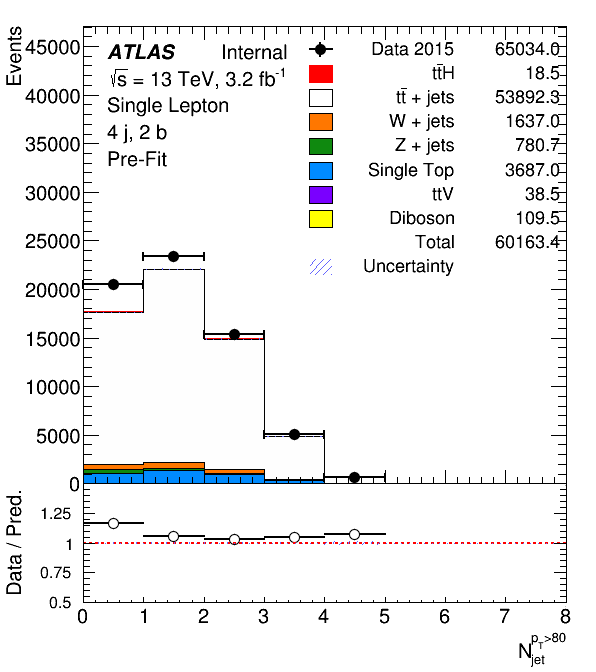 Events
45000
40000
35000
30000
25000
20000
15000
10000
5000
0
ATLAS Internal
√s = 13 TeV, 3.2 fb⁻¹
Single Lepton
4 j, 2 b
Pre-Fit
Data 2015 65034.0
tt̄H 18.5
tt̄ + jets 53892.3
W + jets 1637.0
Z + jets 780.7
Single Top 3687.0
ttV 38.5
Diboson 109.5
Total 60163.4
Uncertainty
Data / Pred.
1.25
1
0.75
0.5
0 1 2 3 4 5 6 7 8
N_jet^{p_T>80}